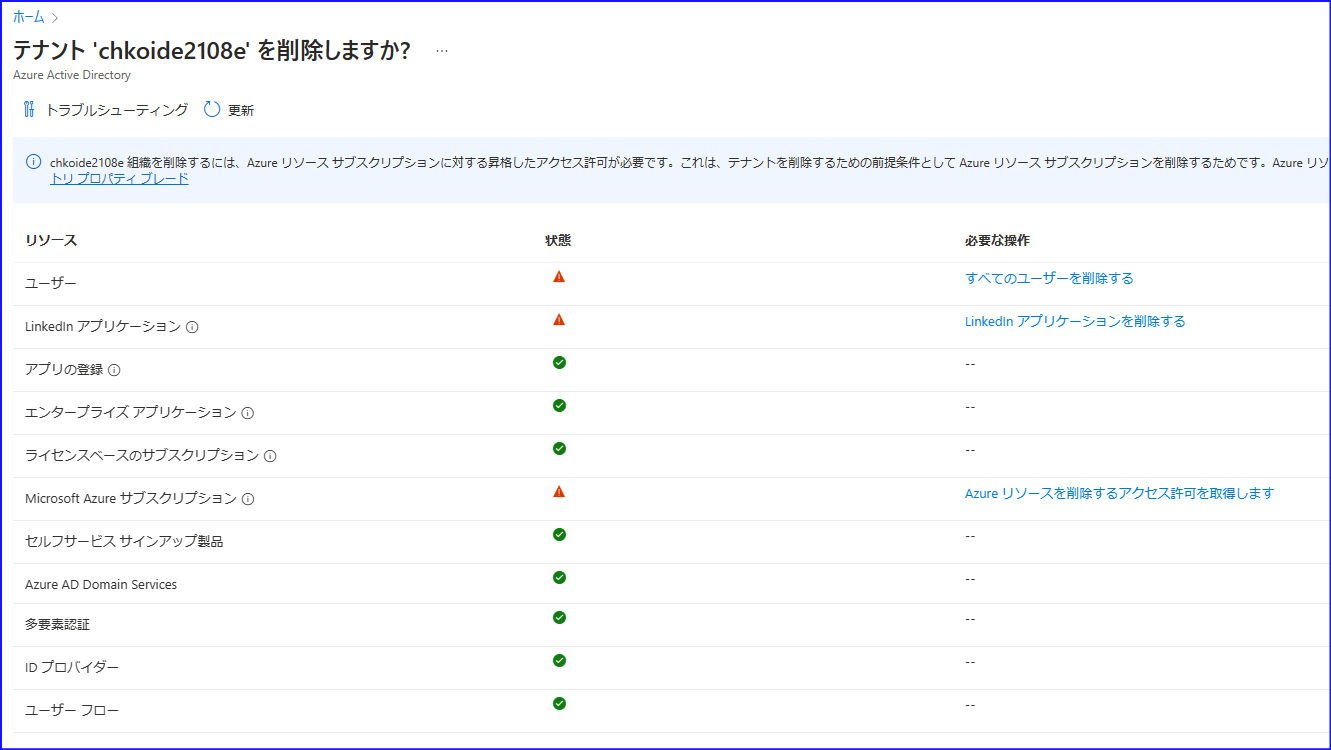 ホーム
テナント 'chkoide2108e' を削除しますか? ...
Azure Active Directory
トラブルシューティング 更新
chkoide2108e 組織を削除するには、Azure リソース サブスクリプションに対する昇格したアクセス許可が必要です。これは、テナントを削除するための前提条件として Azure リソース サブスクリプションを削除するためです。Azure リソ
トリ プロパティ ブレード
リソース 状態 必要な操作
ユーザー すべてのユーザーを削除する
LinkedIn アプリケーション LinkedIn アプリケーションを削除する
アプリの登録 --
エンタープライズ アプリケーション --
ライセンスベースのサブスクリプション --
Microsoft Azure サブスクリプション Azure リソースを削除するアクセス許可を取得します
セルフサービス サインアップ製品 --
Azure AD Domain Services --
多要素認証 --
ID プロバイダー --
ユーザー フロー --